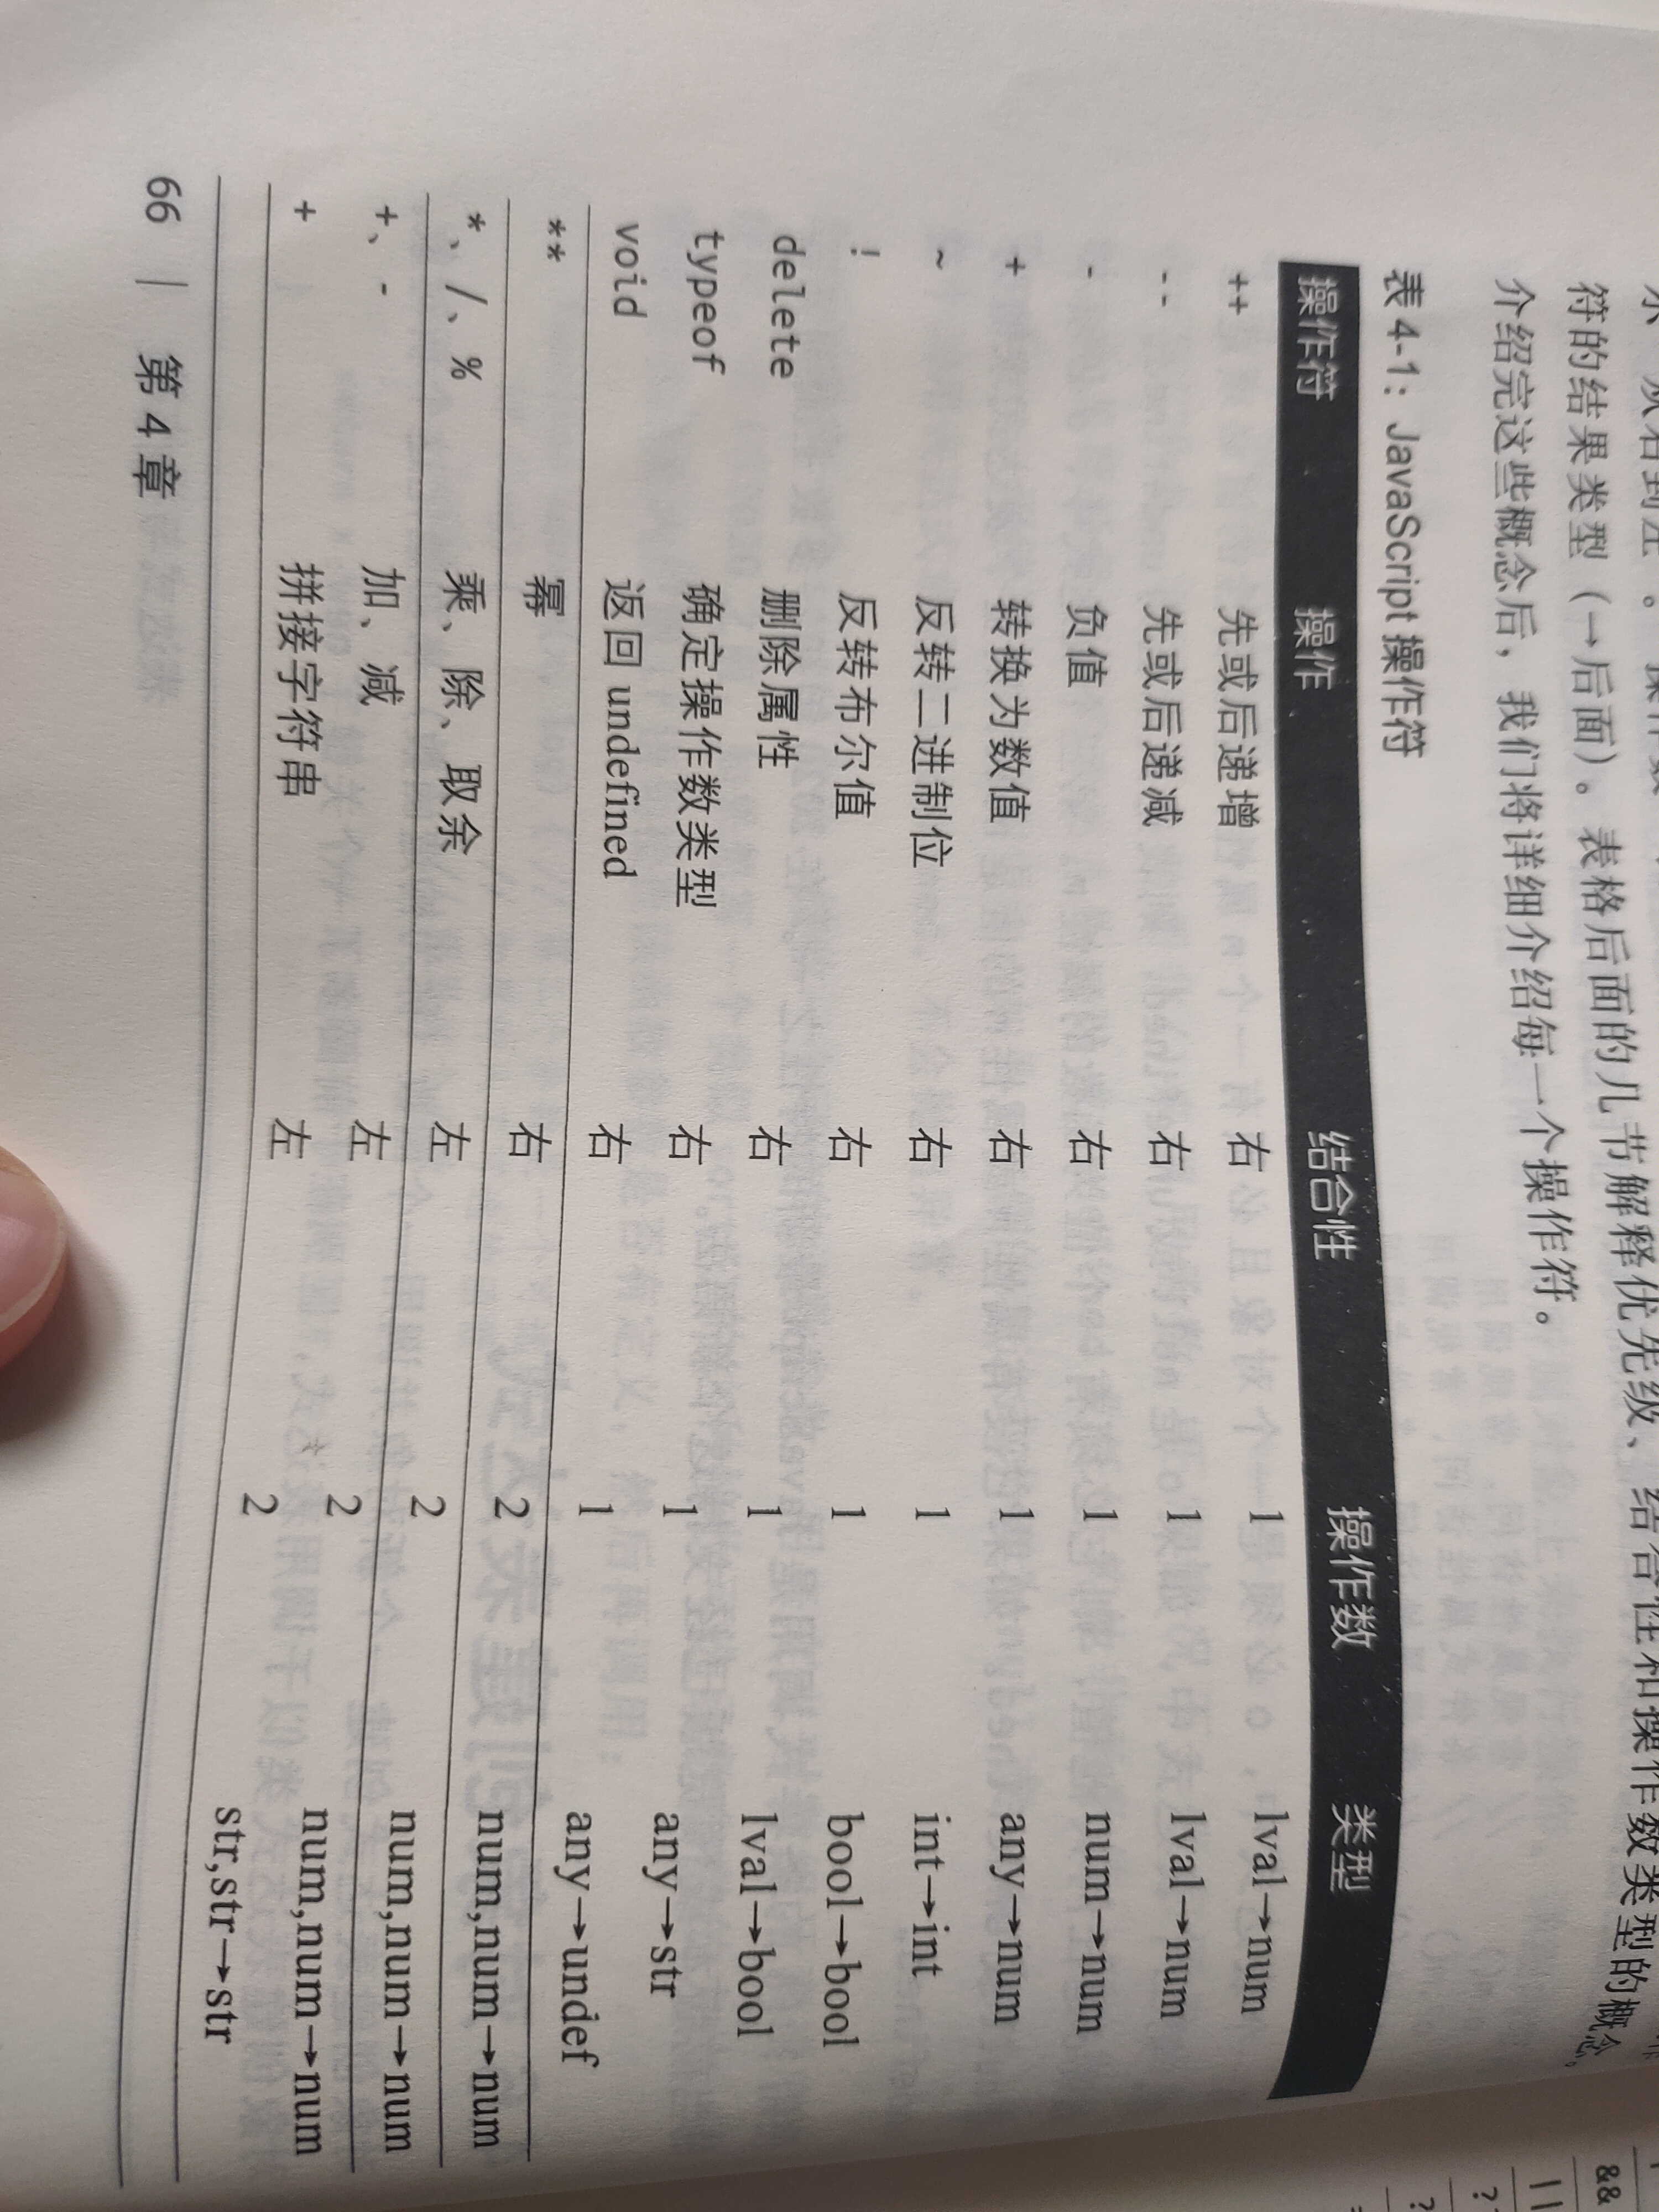 符的结果类型（→后面）。表格后面的几节解释优先级、结合性和操作数类型的概念。
介绍完这些概念后，我们将详细介绍每一个操作符。
表 4-1：JavaScript 操作符
操作符 操作 结合性 操作数 类型
++ 先或后递增 右 1 lval→num
-- 先或后递减 右 1 lval→num
- 负值 右 1 num→num
+ 转换为数值 右 1 any→num
~ 反转二进制位 右 1 int→int
! 反转布尔值 右 1 bool→bool
delete 删除属性 右 1 lval→bool
typeof 确定操作数类型 右 1 any→str
void 返回 undefined 右 1 any→undef
** 幂 右 2 num,num→num
*、/、% 乘、除、取余 左 2 num,num→num
+、- 加、减 左 2 num,num→num
+ 拼接字符串 左 2 str,str→str
66 | 第 4 章
&&
||